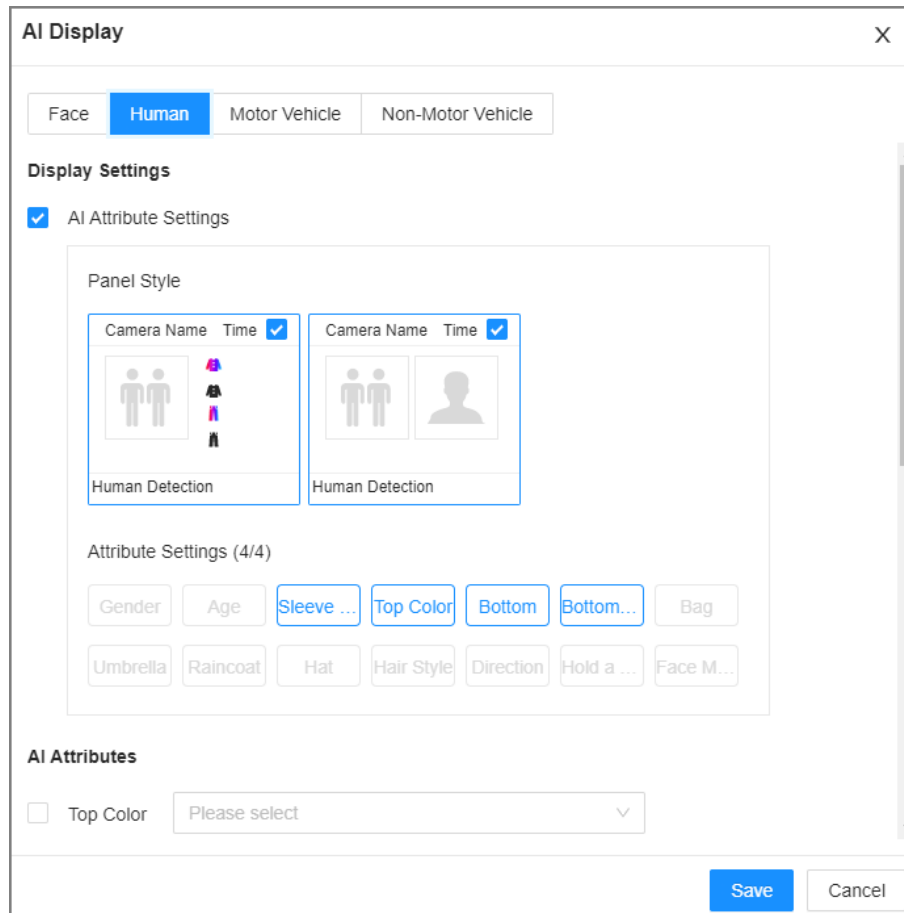 AI Display
X
Face Human Motor Vehicle Non-Motor Vehicle
Display Settings
AI Attribute Settings
Panel Style
Camera Name Time Camera Name Time
Human Detection Human Detection
Attribute Settings (4/4)
Gender Age Sleeve ... Top Color Bottom Bottom... Bag
Umbrella Raincoat Hat Hair Style Direction Hold a ... Face M...
AI Attributes
Top Color Please select
Save Cancel